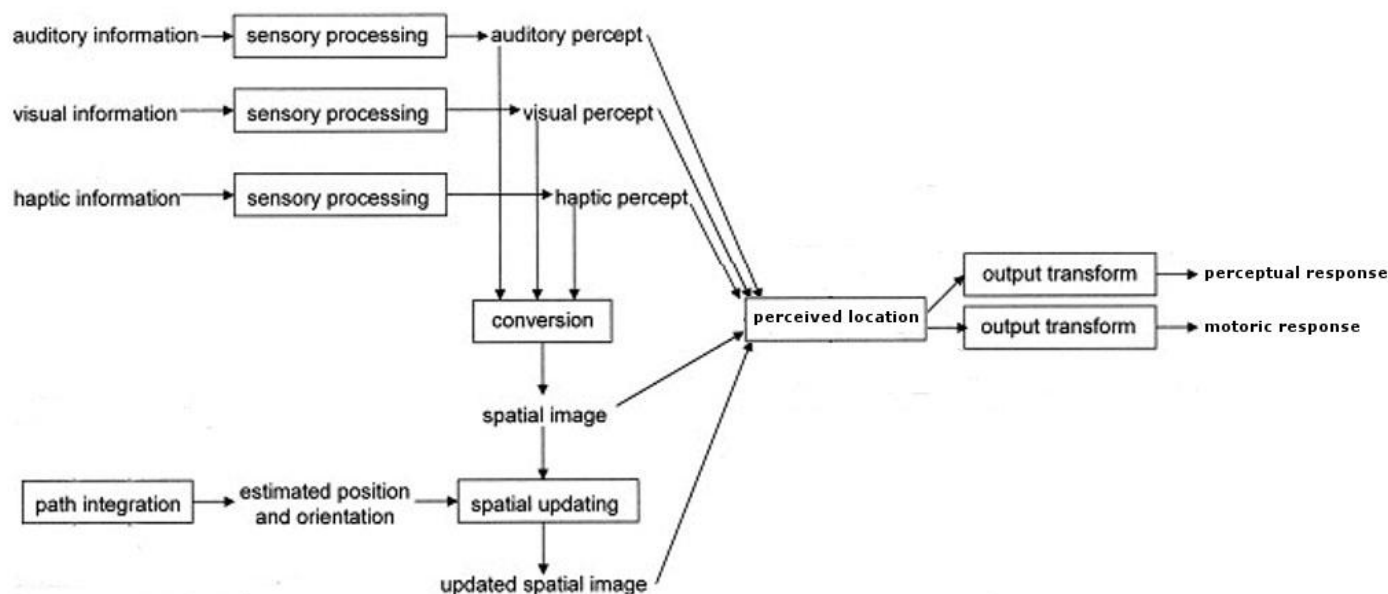 auditory information
sensory processing
auditory percept
visual information
sensory processing
visual percept
haptic information
sensory processing
haptic percept
conversion
perceived location
output transform
perceptual response
output transform
motoric response
spatial image
path integration
estimated position
and orientation
spatial updating
updated spatial image